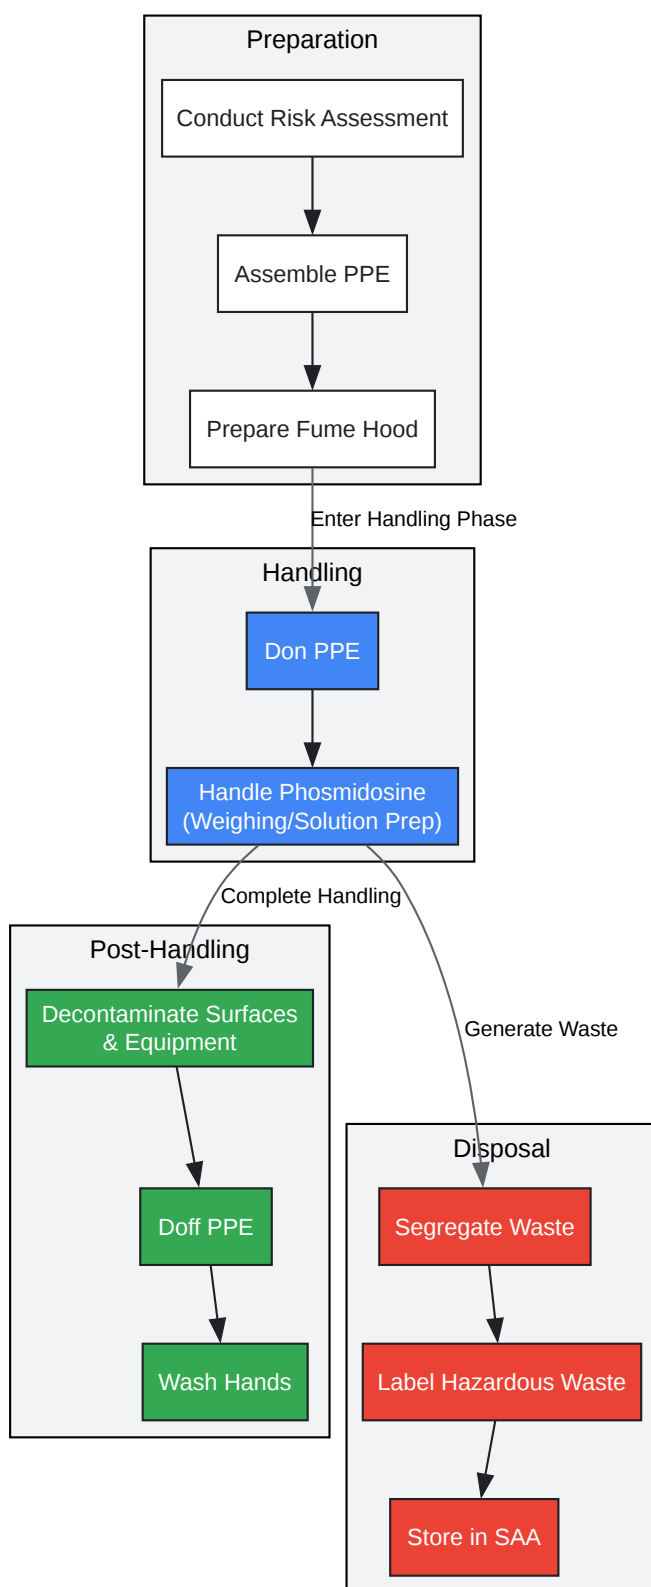 Preparation
Conduct Risk Assessment
Assemble PPE
Prepare Fume Hood
Enter Handling Phase
Handling
Don PPE
Handle Phosmidosine
(Weighing/Solution Prep)
Complete Handling
Post-Handling
Decontaminate Surfaces
& Equipment
Doff PPE
Wash Hands
Generate Waste
Disposal
Segregate Waste
Label Hazardous Waste
Store in SAA